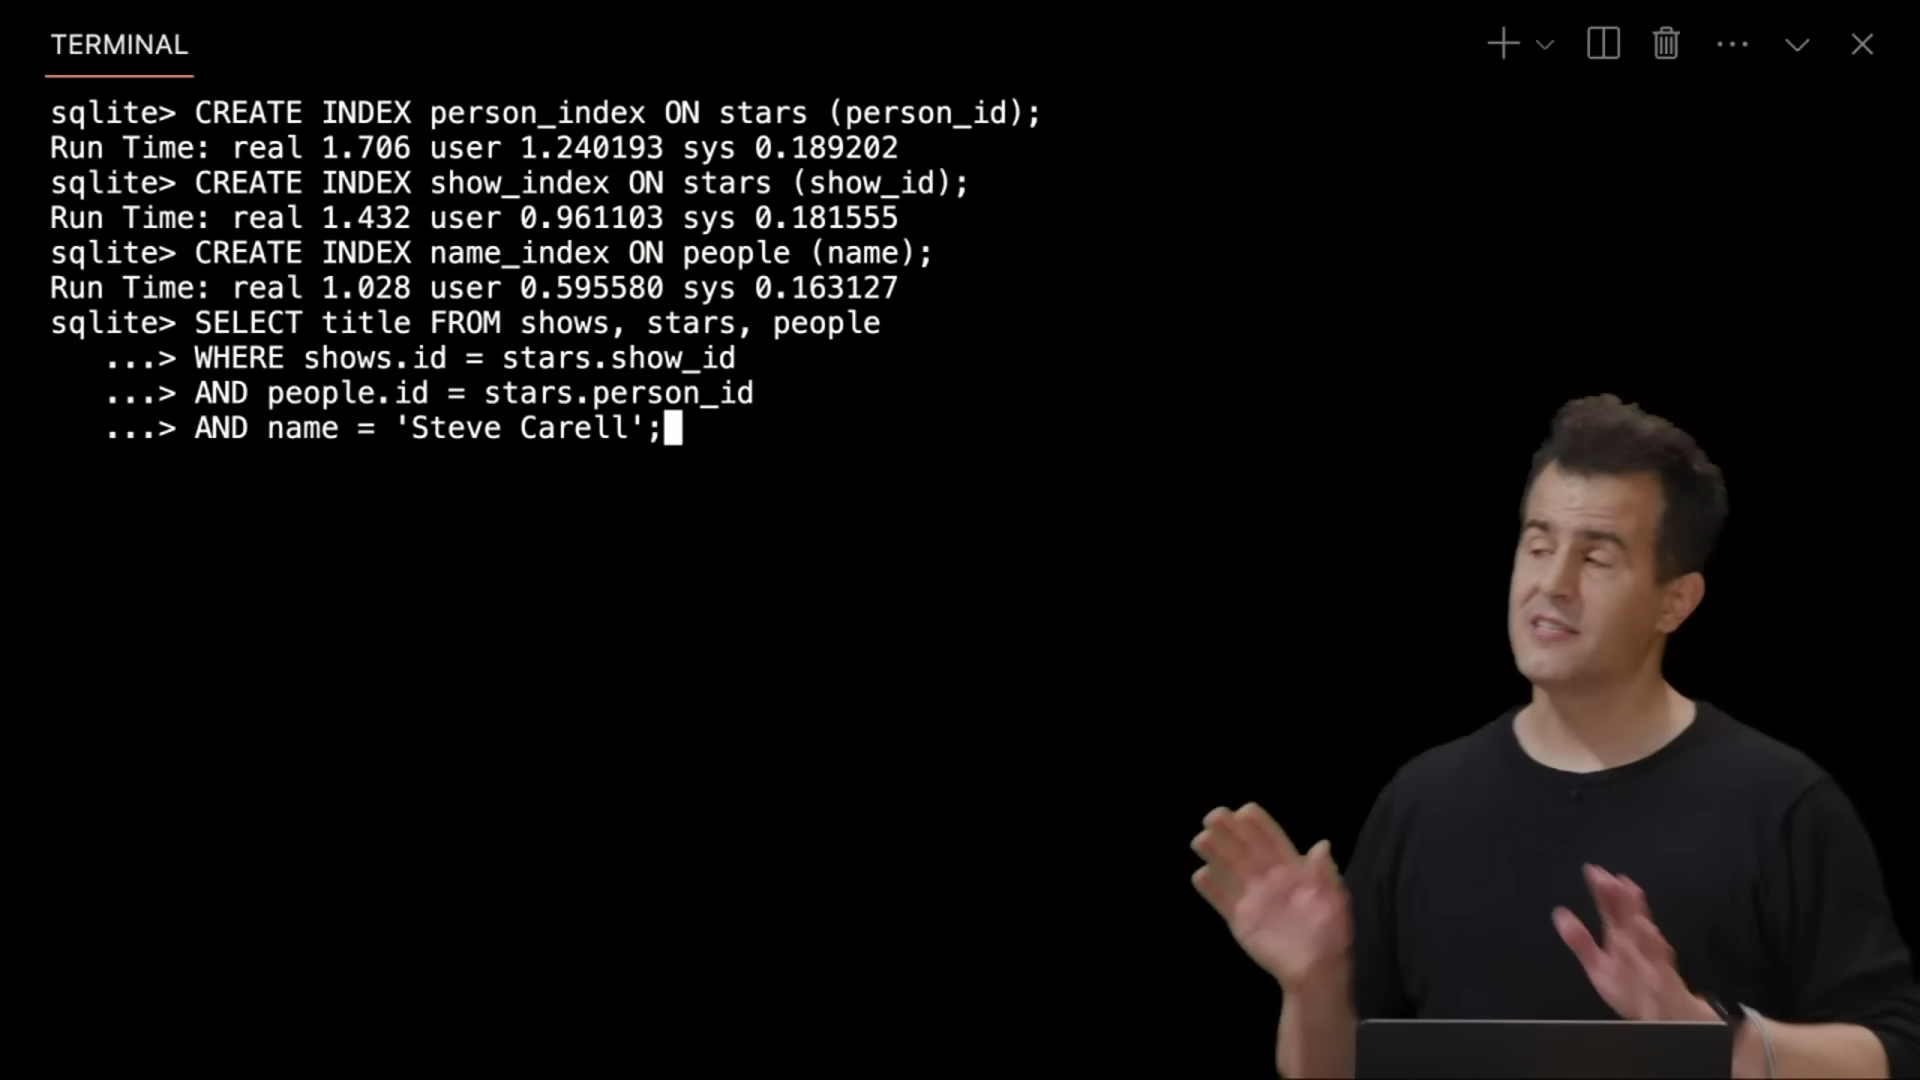 TERMINAL
sqlite> CREATE INDEX person_index ON stars (person_id);
Run Time: real 1.706 user 1.240193 sys 0.189202
sqlite> CREATE INDEX show_index ON stars (show_id);
Run Time: real 1.432 user 0.961103 sys 0.181555
sqlite> CREATE INDEX name_index ON people (name);
Run Time: real 1.028 user 0.595580 sys 0.163127
sqlite> SELECT title FROM shows, stars, people
...> WHERE shows.id = stars.show_id
...> AND people.id = stars.person_id
...> AND name = 'Steve Carell';